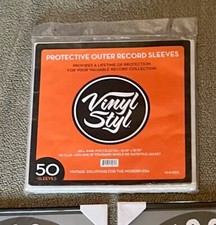 PROTECTIVE OUTER RECORD SLEEVES
PROVIDES A LIFETIME OF PROTECTION
FOR YOUR VALUABLE RECORD COLLECTION
Vinyl
Styl
50
SLEEVES
VINTAGE SOLUTIONS FOR THE MODERN ERA